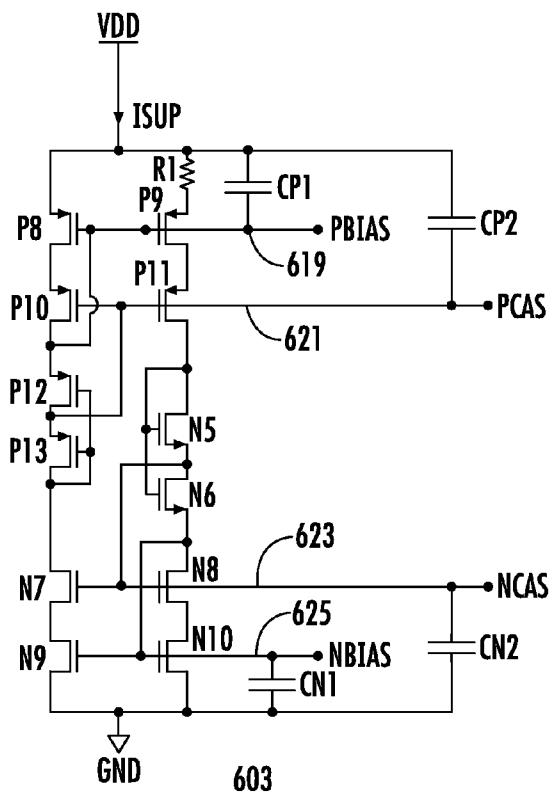 VDD
ISUP
R1
CP1
P8
P9
PBIAS
CP2
619
P10
P11
PCAS
621
P12
P13
N5
N6
623
N7
N8
NCAS
625
N9
N10
NBIAS
CN1
CN2
GND
603